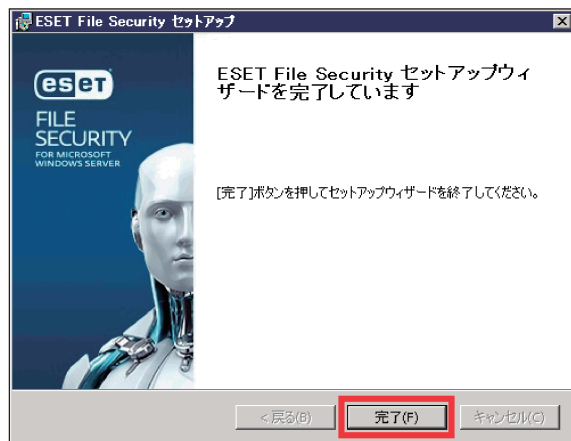 ESET File Security セットアップ
eset
FILE
SECURITY
FOR MICROSOFT
WINDOWS SERVER
ESET File Security セットアップウィ
ザードを完了しています
[完了]ボタンを押してセットアップウィザードを終了してください。
< 戻る(B)
完了(F)
キャンセル(C)